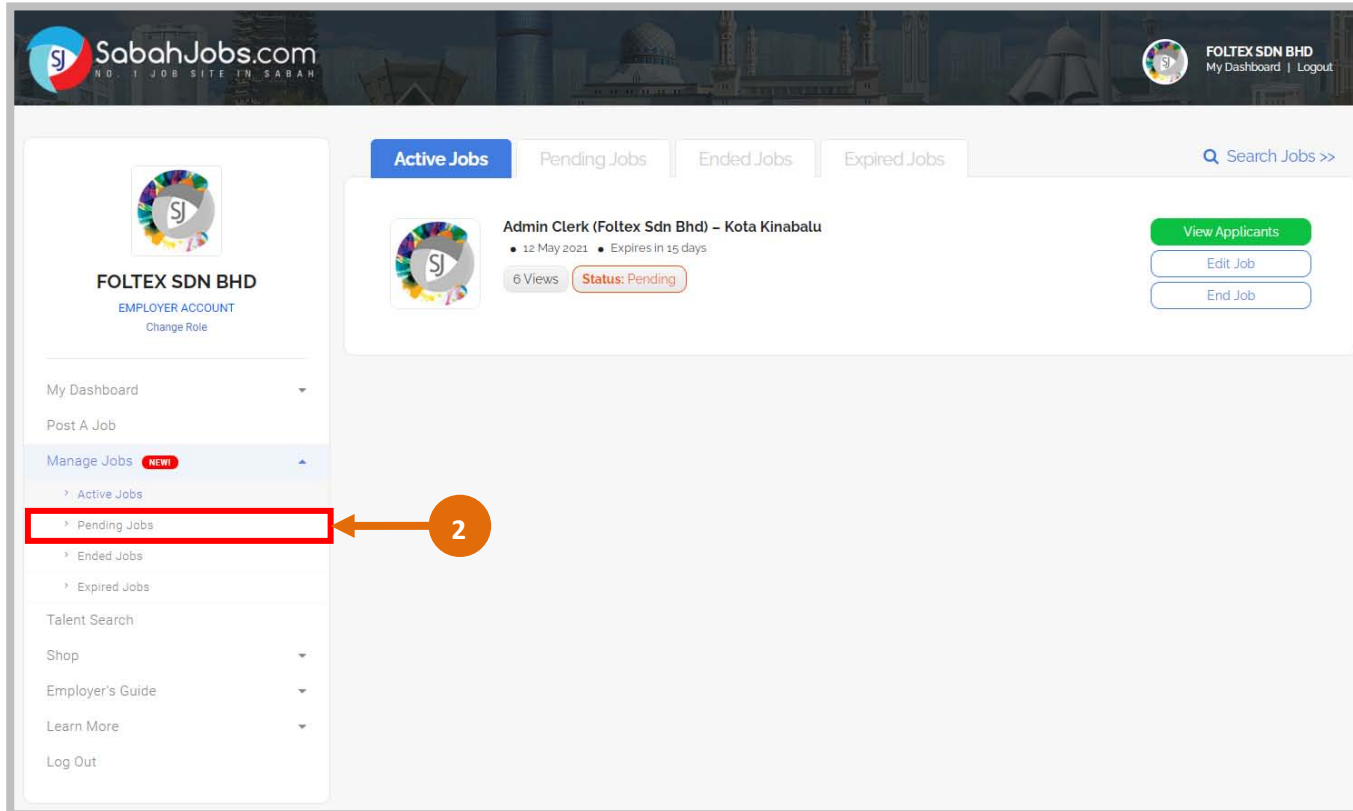 SJ SabahJobs.com
NO. 1 JOB SITE IN SABAH
SJ
FOLTEX SDN BHD
My Dashboard | Logout
SJ
FOLTEX SDN BHD
EMPLOYER ACCOUNT
Change Role
My Dashboard
Post A Job
Manage Jobs NEW!
Active Jobs
Pending Jobs
Ended Jobs
Expired Jobs
Talent Search
Shop
Employer's Guide
Learn More
Log Out
2
Active Jobs Pending Jobs Ended Jobs Expired Jobs
Search Jobs >>
SJ
Admin Clerk (Foltex Sdn Bhd) – Kota Kinabalu
• 12 May 2021 • Expires in 15 days
6 Views Status: Pending
View Applicants
Edit Job
End Job